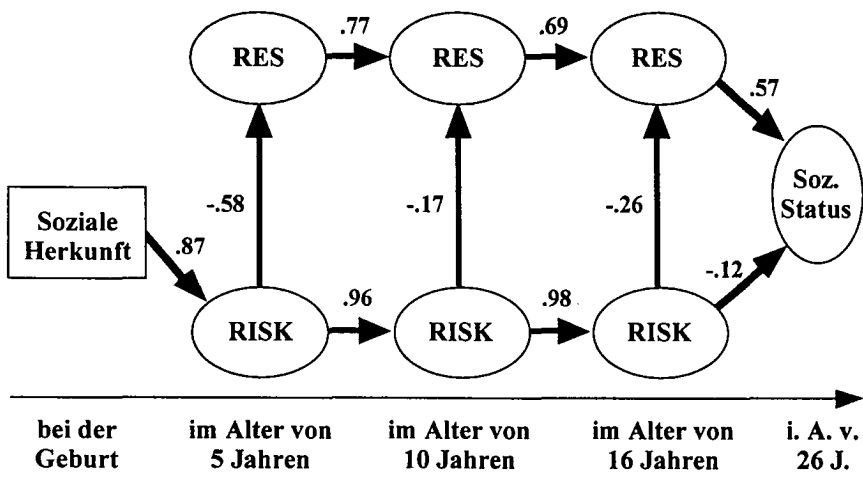 .77
.69
RES
RES
RES
.57
Soziale
Herkunft
-.58
-.17
-.26
Soz.
Status
.87
.96
.98
-.12
RISK
RISK
RISK
bei der
Geburt
im Alter von
5 Jahren
im Alter von
10 Jahren
im Alter von
16 Jahren
i. A. v.
26 J.